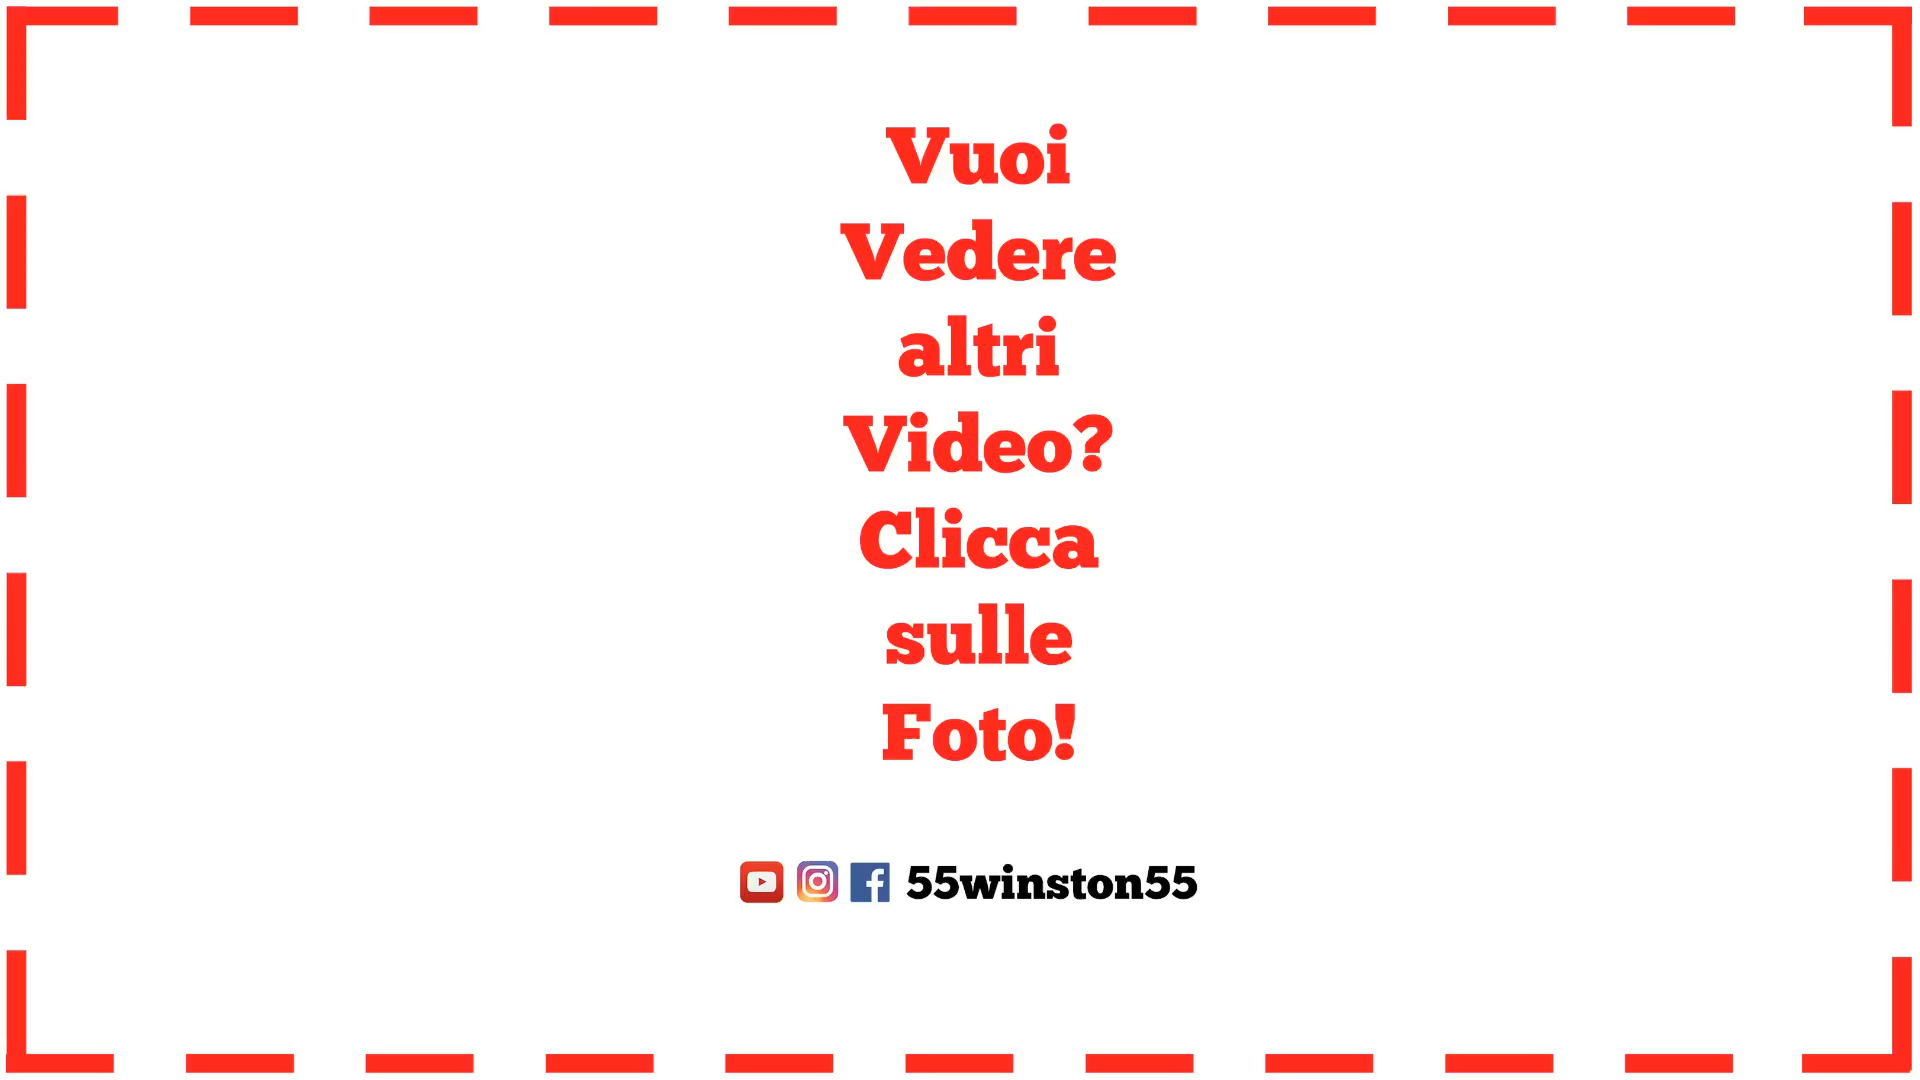 Vuoi
Vedere
altri
Video?
Clicca
sulle
Foto!
55winston55